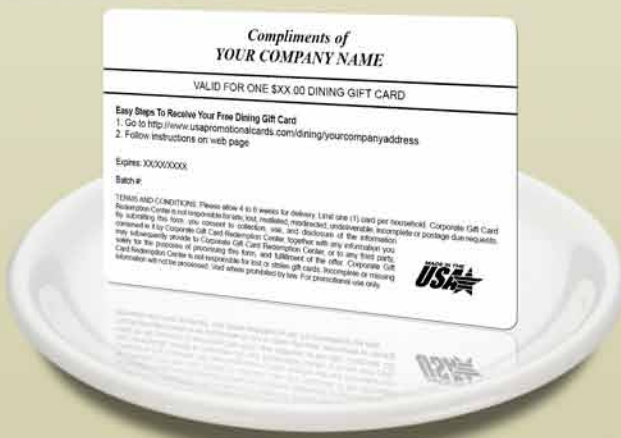 Compliments of
YOUR COMPANY NAME
VALID FOR ONE $XX.00 DINING GIFT CARD
Easy Steps To Receive Your Free Dining Gift Card
1. Go to http://www.usapromotionalcards.com/dining/yourcompanyaddress
2. Follow instructions on web page
Expires: XX/XX/XXXX
Batch #:
TERMS AND CONDITIONS. Please allow 4 to 6 weeks for delivery. Limit one (1) card per household. Corporate Gift Card
Redemption Center is not responsible for late, lost, mutilated, misdirected, undeliverable, incomplete or postage due requests.
By submitting this form, you consent to collection, use, and disclosure of the information
contained in it by Corporate Gift Card Redemption Center, together with any information you
may subsequently provide to Corporate Gift Card Redemption Center, or to any third party,
solely for the purposes of processing this form, and fulfillment of the offer. Corporate Gift
Card Redemption Center is not responsible for lost or stolen gift cards. Incomplete or missing
information will not be processed. Void where prohibited by law. For promotional use only.
MADE IN THE
USA